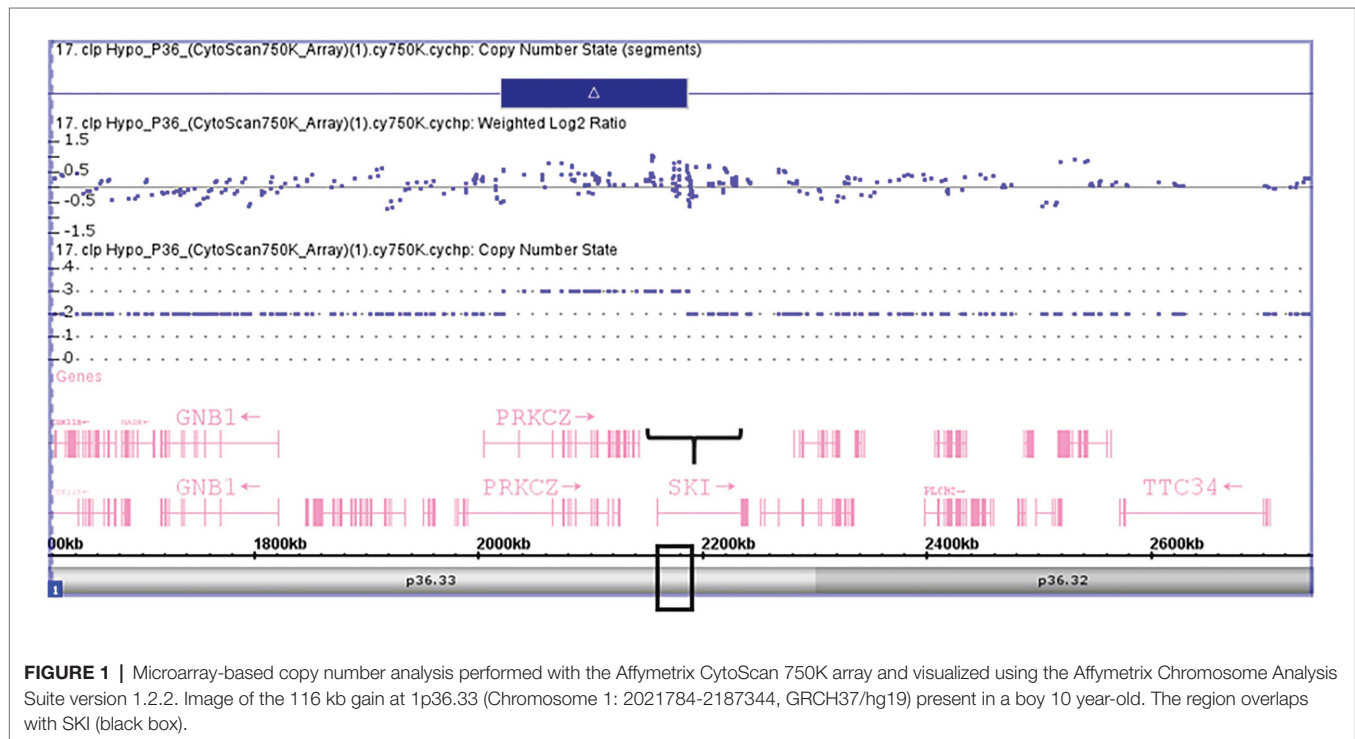 17. clp Hypo_P36_(CytoScan750K_Array)(1).cy750K.cychp: Copy Number State (segments)
17. clp Hypo_P36_(CytoScan750K_Array)(1).cy750K.cychp: Weighted Log2 Ratio
1.5
0.5
-0.5
-1.5
17. clp Hypo_P36_(CytoScan750K_Array)(1).cy750K.cychp: Copy Number State
4
3
2
1
0
Genes
GNB1← PRKCZ→
GNB1← PRKCZ→ SKI→ PLCH2→ TTC34←
00kb 1800kb 2000kb 2200kb 2400kb 2600kb
1 p36.33 p36.32
FIGURE 1 | Microarray-based copy number analysis performed with the Affymetrix CytoScan 750K array and visualized using the Affymetrix Chromosome Analysis
Suite version 1.2.2. Image of the 116 kb gain at 1p36.33 (Chromosome 1: 2021784-2187344, GRCH37/hg19) present in a boy 10 year-old. The region overlaps
with SKI (black box).